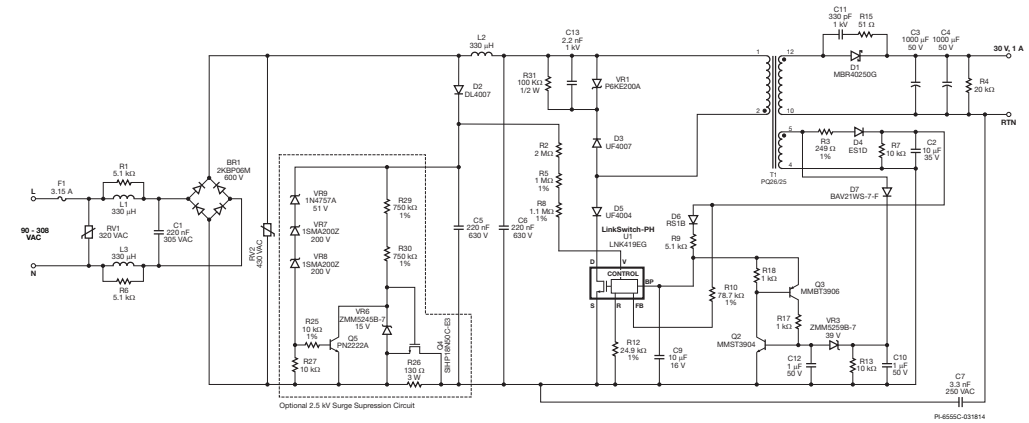 C11
330 pF
1 kV
R15
51 Ω
C3
1000 µF
50 V
C4
1000 µF
50 V
30 V, 1 A
L2
330 µH
C13
2.2 nF
1 kV
R31
100 KΩ
1/2 W
VR1
P6KE200A
1
12
D1
MBR40250G
R4
20 kΩ
D2
DL4007
2
10
RTN
D3
UF4007
R2
2 MΩ
5
R3
249 Ω
1%
D4
ES1D
R7
10 kΩ
C2
10 µF
35 V
4
T1
PQ26/25
R1
5.1 kΩ
BR1
2KBP06M
600 V
R5
1 MΩ
1%
D7
BAV21WS-7-F
F1
3.15 A
L
L1
330 µH
VR9
1N4757A
51 V
R29
750 kΩ
1%
R8
1.1 MΩ
1%
D5
UF4004
D6
RS1B
90 - 308
VAC
RV1
320 VAC
C1
220 nF
305 VAC
RV2
430 VAC
VR7
1SMA200Z
200 V
C5
220 nF
630 V
C6
220 nF
630 V
LinkSwitch-PH
U1
LNK419EG
R9
5.1 kΩ
L3
330 µH
N
VR8
1SMA200Z
200 V
R30
750 kΩ
1%
D
V
CONTROL
BP
S
R
FB
R18
1 kΩ
Q3
MMBT3906
R6
5.1 kΩ
R10
78.7 kΩ
1%
R17
1 kΩ
VR6
ZMM5245B-7
15 V
R25
10 kΩ
1%
Q5
PN2222A
Q4
SIHP18N50C-E3
Q2
MMST3904
VR3
ZMM5259B-7
39 V
R27
10 kΩ
R26
130 Ω
3 W
R12
24.9 kΩ
1%
C9
10 µF
16 V
C12
1 µF
50 V
R13
10 kΩ
C10
1 µF
50 V
C7
3.3 nF
250 VAC
Optional 2.5 kV Surge Supression Circuit
PI-6555C-031814